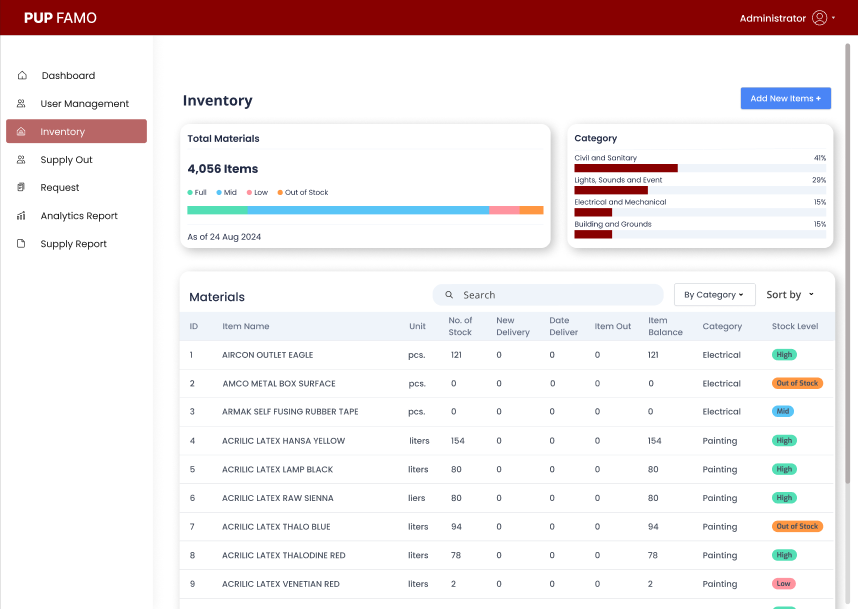 PUP FAMO
Administrator
Dashboard
User Management
Inventory
Supply Out
Request
Analytics Report
Supply Report
Inventory
Add New Items +
Total Materials
4,056 Items
Full Mid Low Out of Stock
As of 24 Aug 2024
Category
Civil and Sanitary 41%
Lights, Sounds and Event 29%
Electrical and Mechanical 15%
Building and Grounds 15%
Materials
Search
By Category
Sort by
ID Item Name Unit No. of Stock New Delivery Date Deliver Item Out Item Balance Category Stock Level
1 AIRCON OUTLET EAGLE pcs. 121 0 0 0 121 Electrical High
2 AMCO METAL BOX SURFACE pcs. 0 0 0 0 0 Electrical Out of Stock
3 ARMAK SELF FUSING RUBBER TAPE pcs. 0 0 0 0 0 Electrical Mid
4 ACRILIC LATEX HANSA YELLOW liters 154 0 0 0 154 Painting High
5 ACRILIC LATEX LAMP BLACK liters 80 0 0 0 80 Painting High
6 ACRILIC LATEX RAW SIENNA liers 80 0 0 0 80 Painting High
7 ACRILIC LATEX THALO BLUE liters 94 0 0 0 94 Painting Out of Stock
8 ACRILIC LATEX THALODINE RED liters 78 0 0 0 78 Painting High
9 ACRILIC LATEX VENETIAN RED liters 2 0 0 0 2 Painting Low